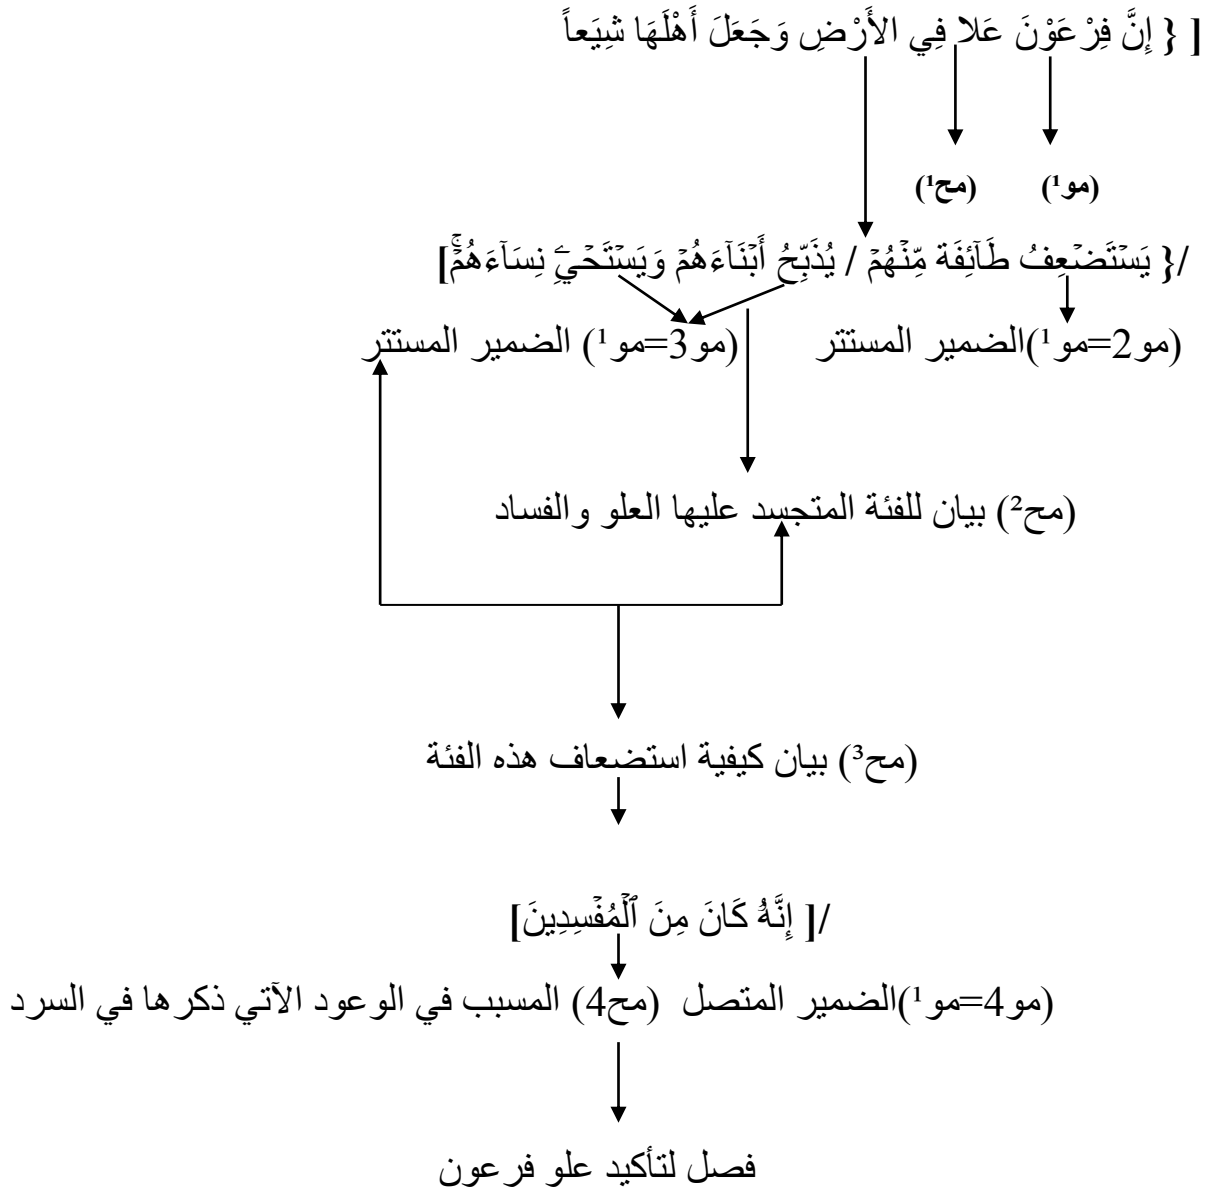 [ { إِنَّ فِرْعَوْنَ عَلا فِي الأَرْضِ وَجَعَلَ أَهْلَهَا شِيَعاً
(مو¹) (مح¹)
/{ يَسۡتَضۡعِفُ طَآئِفَة مِّنۡهُمۡ / يُذَبِّحُ أَبۡنَآءَهُمۡ وَيَسۡتَحۡيِۦ نِسَآءَهُمۡۚ]
(مو2=مو¹)الضمير المستتر (مو3=مو¹) الضمير المستتر
(مح²) بيان للفئة المتجسد عليها العلو والفساد
(مح³) بيان كيفية استضعاف هذه الفئة
/[ إِنَّهُۥ كَانَ مِنَ ٱلۡمُفۡسِدِينَ]
(مو4=مو¹)الضمير المتصل (مح4) المسبب في الوعود الآتي ذكرها في السرد
فصل لتأكيد علو فرعون